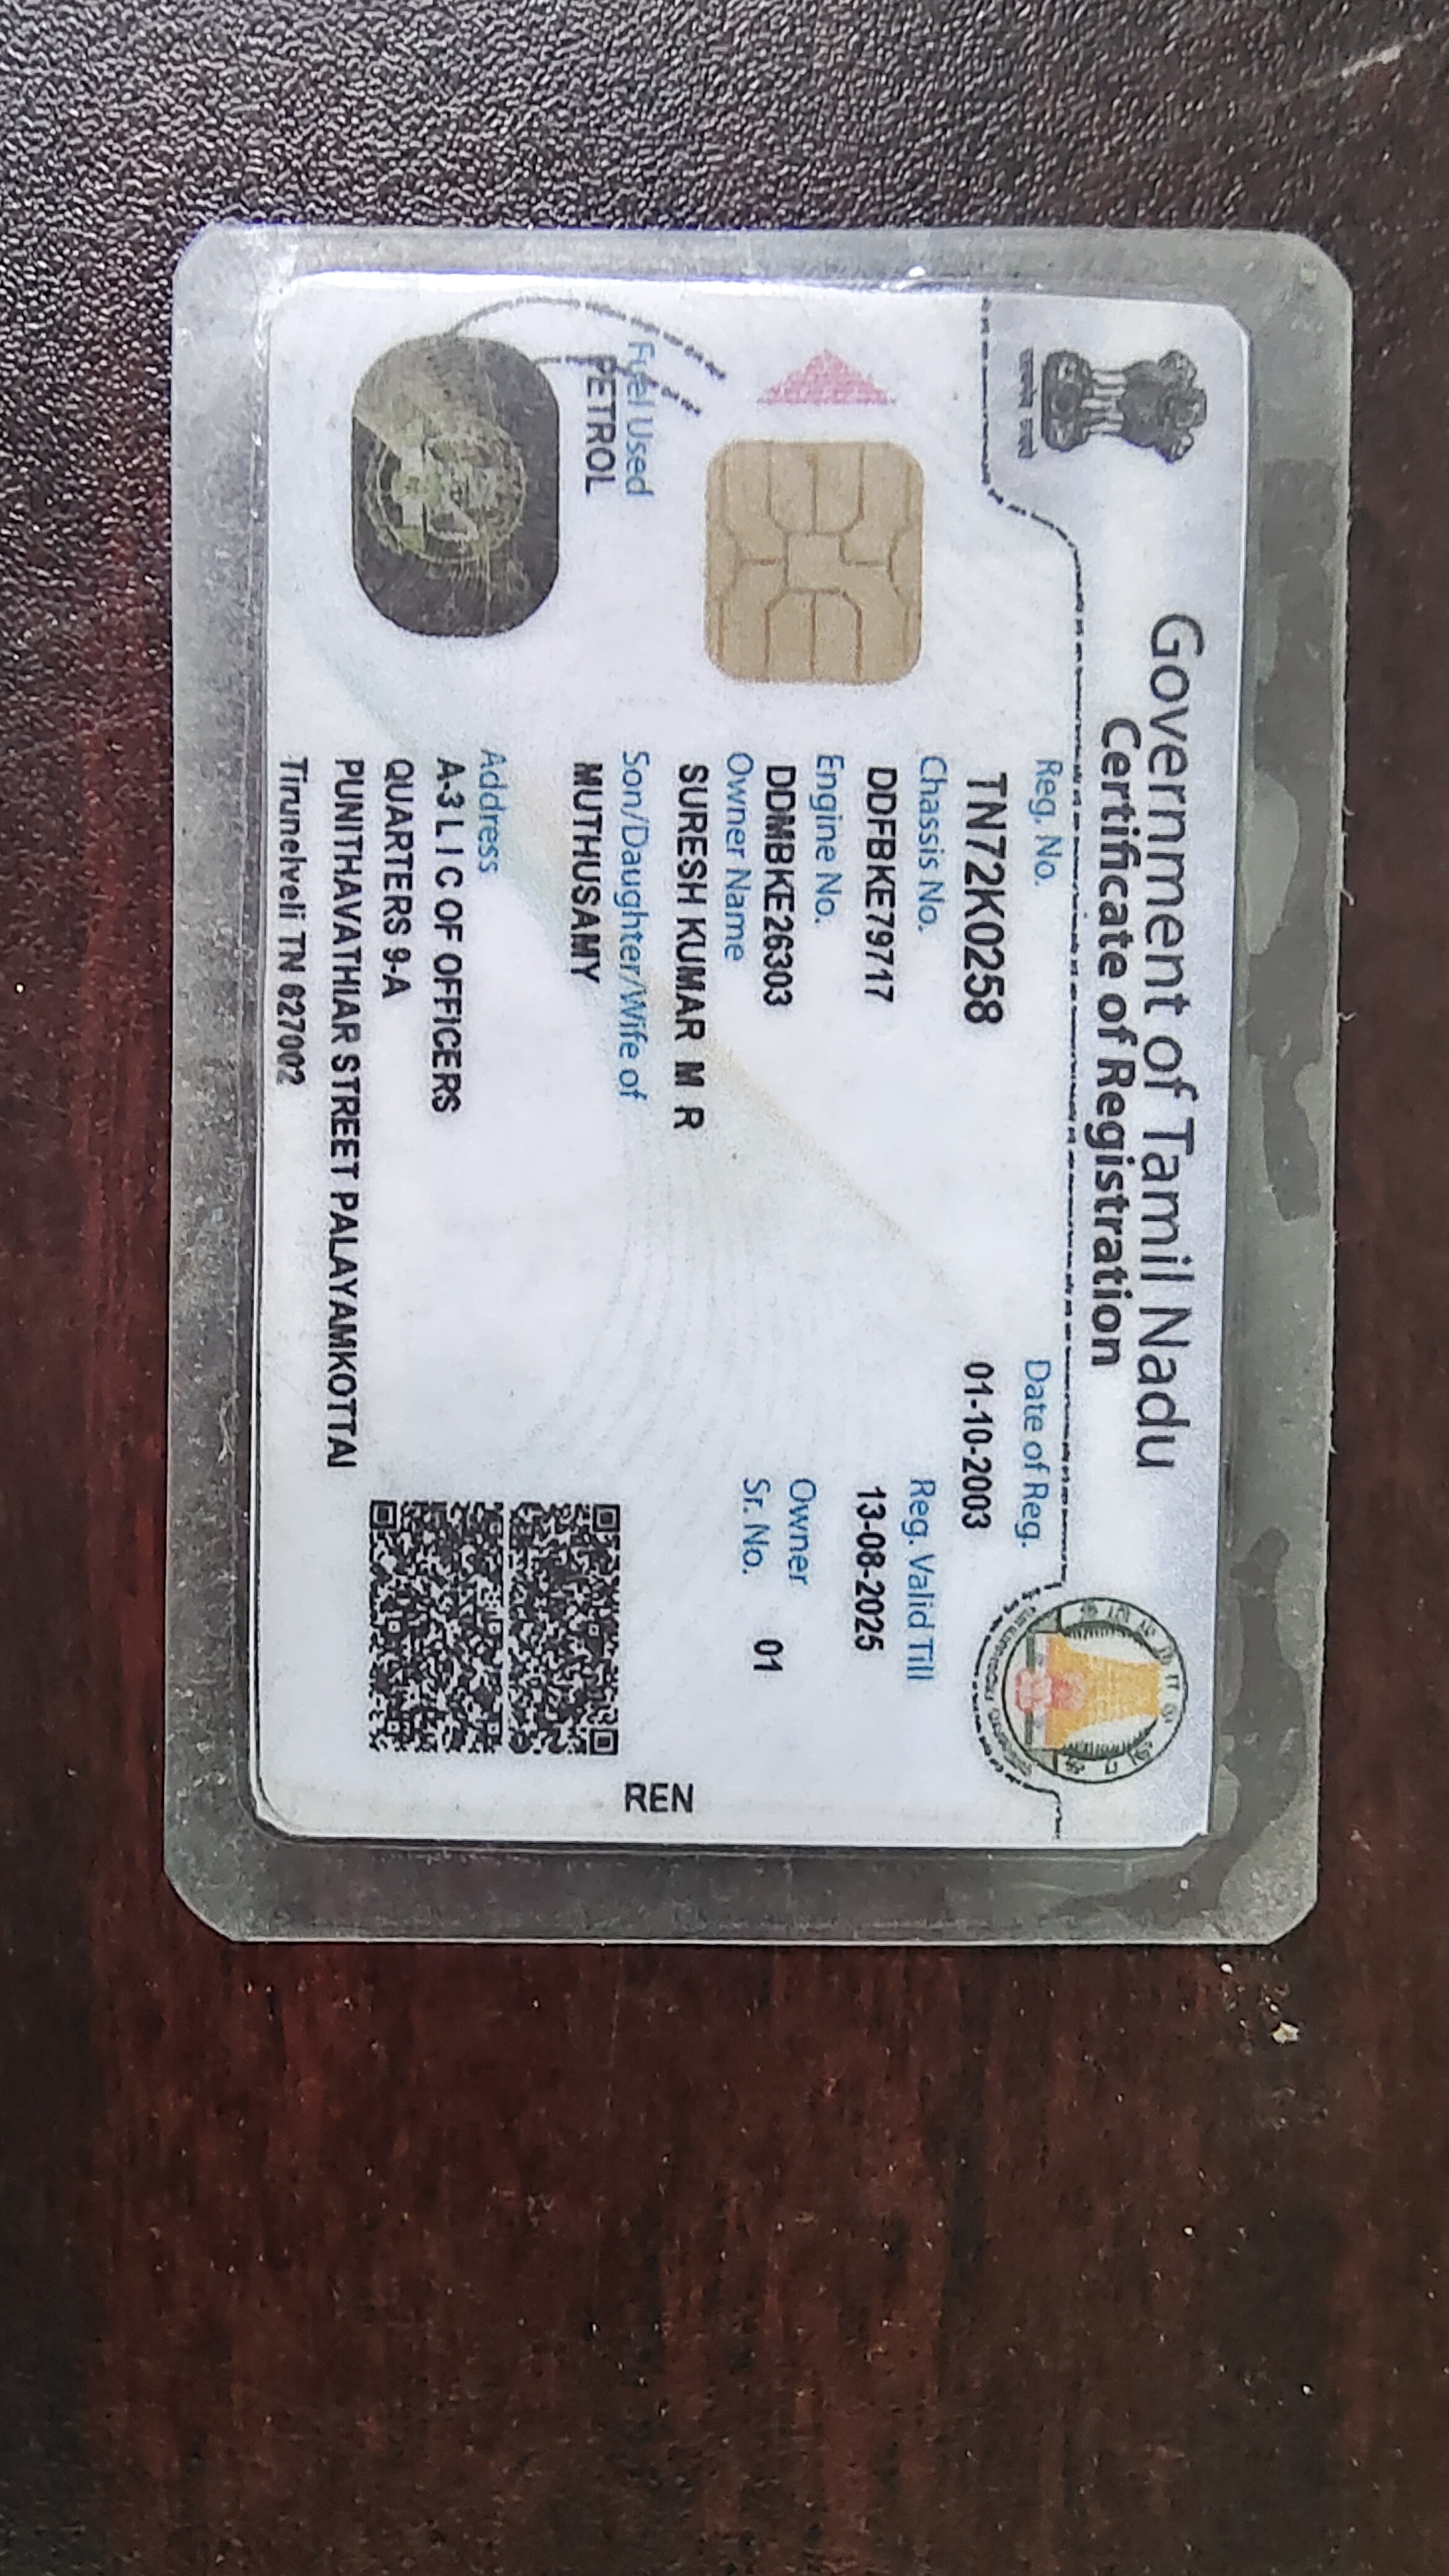 Government of Tamil Nadu
Certificate of Registration
Reg. No.
Date of Reg.
TN72K0258
01-10-2003
Chassis No.
Reg. Valid Till
DDFBKE79717
13-08-2025
Engine No.
DDMBKE26303
Owner
Sr. No. 01
Owner Name
SURESH KUMAR M R
Fuel Used
PETROL
Son/Daughter/Wife of
MUTHUSAMY
REN
Address
A-3 L I C OF OFFICERS
QUARTERS 9-A
PUNITHAVATHIAR STREET PALAYAMKOTTAI
Tirunelveli TN 627002